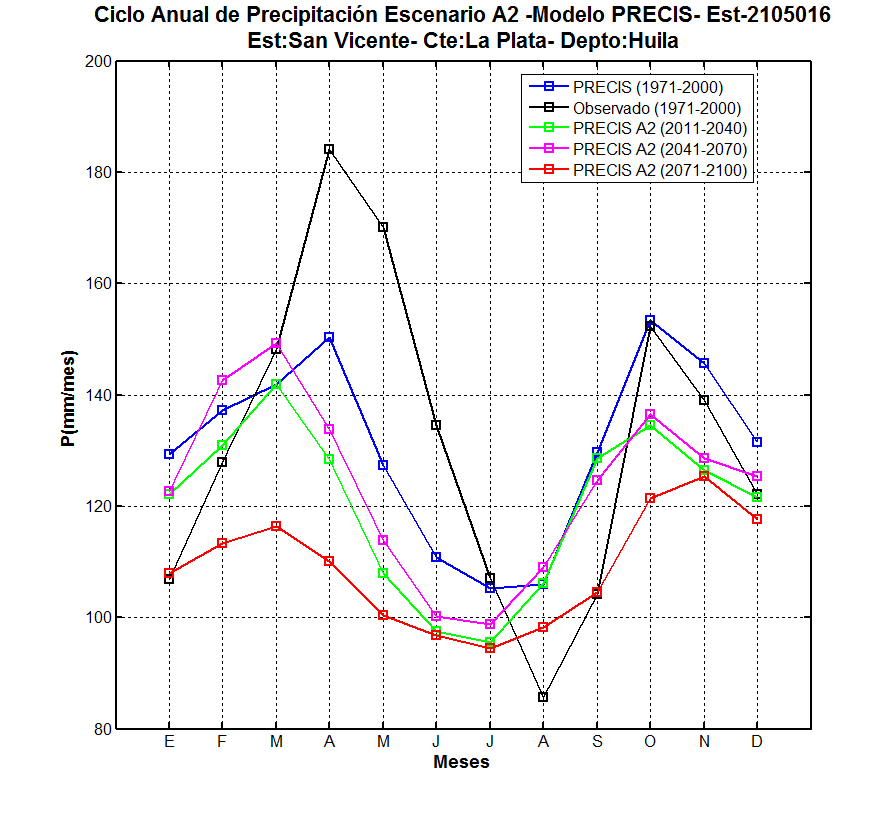 Ciclo Anual de Precipitación Escenario A2 -Modelo PRECIS- Est-2105016
Est:San Vicente- Cte:La Plata- Depto:Huila
PRECIS (1971-2000)
Observado (1971-2000)
PRECIS A2 (2011-2040)
PRECIS A2 (2041-2070)
PRECIS A2 (2071-2100)
P(mm/mes)
200
180
160
140
120
100
80
E F M A M J J A S O N D
Meses